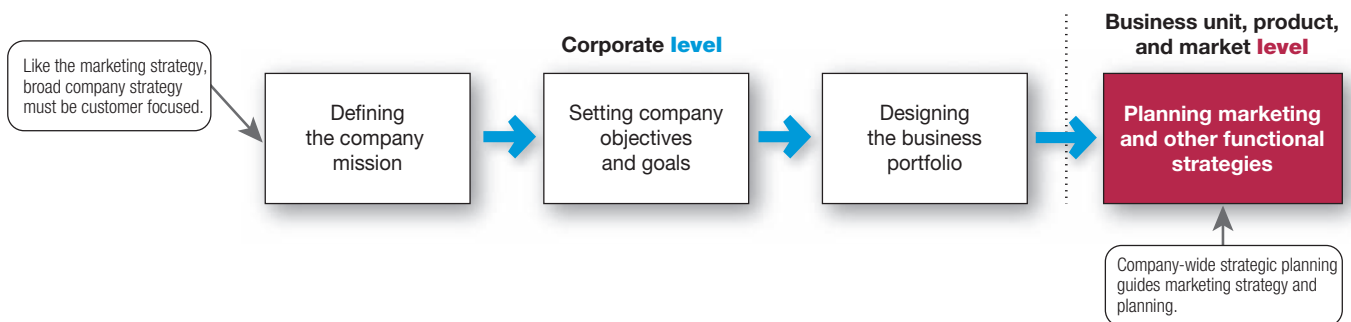 Corporate level
Business unit, product,
and market level
Like the marketing strategy,
broad company strategy
must be customer focused.
Defining
the company
mission
Setting company
objectives
and goals
Designing
the business
portfolio
Planning marketing
and other functional
strategies
Company-wide strategic planning
guides marketing strategy and
planning.